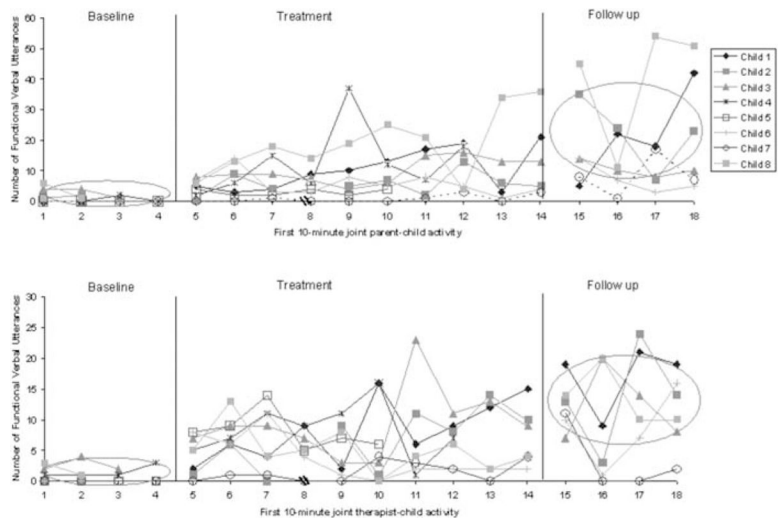 Baseline Treatment Follow up
Number of Functional Verbal Utterances
60
50
40
30
20
10
0
1 2 3 4 5 6 7 8 9 10 11 12 13 14 15 16 17 18
First 10-minute joint parent-child activity
Child 1
Child 2
Child 3
Child 4
Child 5
Child 6
Child 7
Child 8
Baseline Treatment Follow up
Number of Functional Verbal Utterances
30
25
20
15
10
5
0
1 2 3 4 5 6 7 8 9 10 11 12 13 14 15 16 17 18
First 10-minute joint therapist-child activity